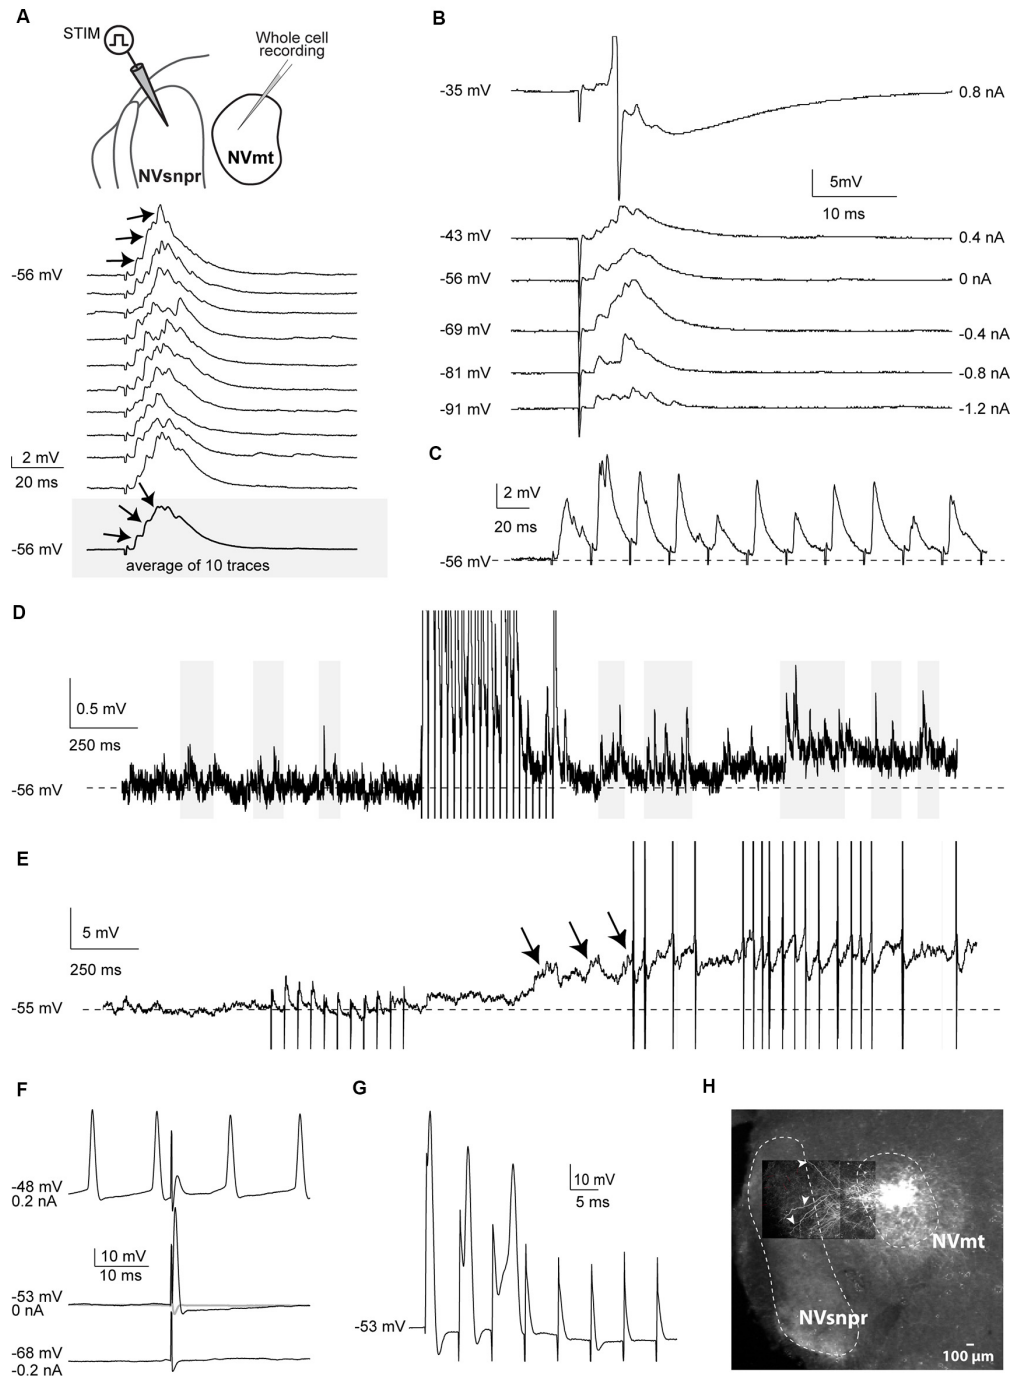 A
STIM
Whole cell
recording
NVsnpr
NVmt
-56 mV
2 mV
20 ms
-56 mV
average of 10 traces
B
-35 mV
0.8 nA
5mV
10 ms
-43 mV
0.4 nA
-56 mV
0 nA
-69 mV
-0.4 nA
-81 mV
-0.8 nA
-91 mV
-1.2 nA
C
2 mV
20 ms
-56 mV
D
0.5 mV
250 ms
-56 mV
E
5 mV
250 ms
-55 mV
F
-48 mV
0.2 nA
10 mV
10 ms
-53 mV
0 nA
-68 mV
-0.2 nA
G
10 mV
5 ms
-53 mV
H
NVmt
NVsnpr
100 µm